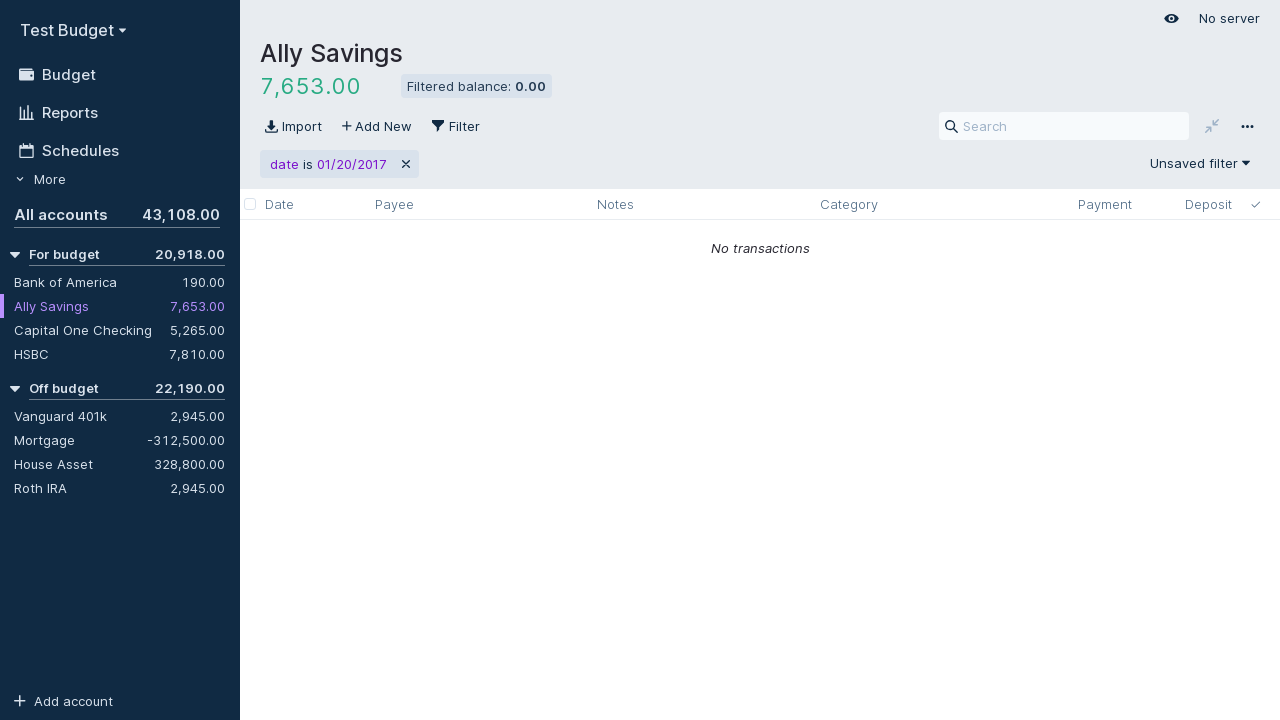 Test Budget
Budget
Reports
Schedules
More
All accounts 43,108.00
For budget 20,918.00
Bank of America 190.00
Ally Savings 7,653.00
Capital One Checking 5,265.00
HSBC 7,810.00
Off budget 22,190.00
Vanguard 401k 2,945.00
Mortgage -312,500.00
House Asset 328,800.00
Roth IRA 2,945.00
Add account
No server
Ally Savings
7,653.00 Filtered balance: 0.00
Import Add New Filter Search
date is 01/20/2017 Unsaved filter
Date Payee Notes Category Payment Deposit
No transactions